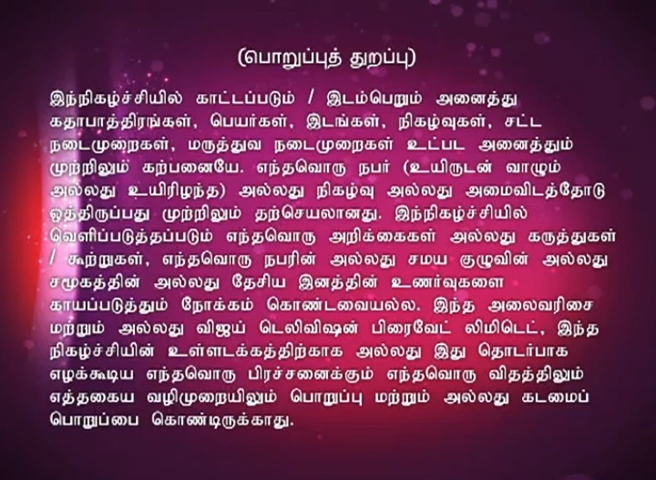 (பொறுப்புத் துறப்பு)
இந்நிகழ்ச்சியில் காட்டப்படும் / இடம்பெறும் அனைத்து
கதாபாத்திரங்கள், பெயர்கள், இடங்கள், நிகழ்வுகள், சட்ட
நடைமுறைகள், மருத்துவ நடைமுறைகள் உட்பட அனைத்தும்
முற்றிலும் கற்பனையே. எந்தவொரு நபர் (உயிருடன் வாழும்
அல்லது உயிரிழந்த) அல்லது நிகழ்வு அல்லது அமைவிடத்தோடு
ஒத்திருப்பது முற்றிலும் தற்செயலானது. இந்நிகழ்ச்சியில்
வெளிப்படுத்தப்படும் எந்தவொரு அறிக்கைகள் அல்லது கருத்துகள்
/ கூற்றுகள், எந்தவொரு நபரின் அல்லது சமய குழுவின் அல்லது
சமூகத்தின் அல்லது தேசிய இனத்தின் உணர்வுகளை
காயப்படுத்தும் நோக்கம் கொண்டவையல்ல. இந்த அலைவரிசை
மற்றும் அல்லது விஜய் டெலிவிஷன் பிரைவேட் லிமிடெட், இந்த
நிகழ்ச்சியின் உள்ளடக்கத்திற்காக அல்லது இது தொடர்பாக
எழக்கூடிய எந்தவொரு பிரச்சனைக்கும் எந்தவொரு விதத்திலும்
எத்தகைய வழிமுறையிலும் பொறுப்பு மற்றும் அல்லது கடமைப்
பொறுப்பை கொண்டிருக்காது.